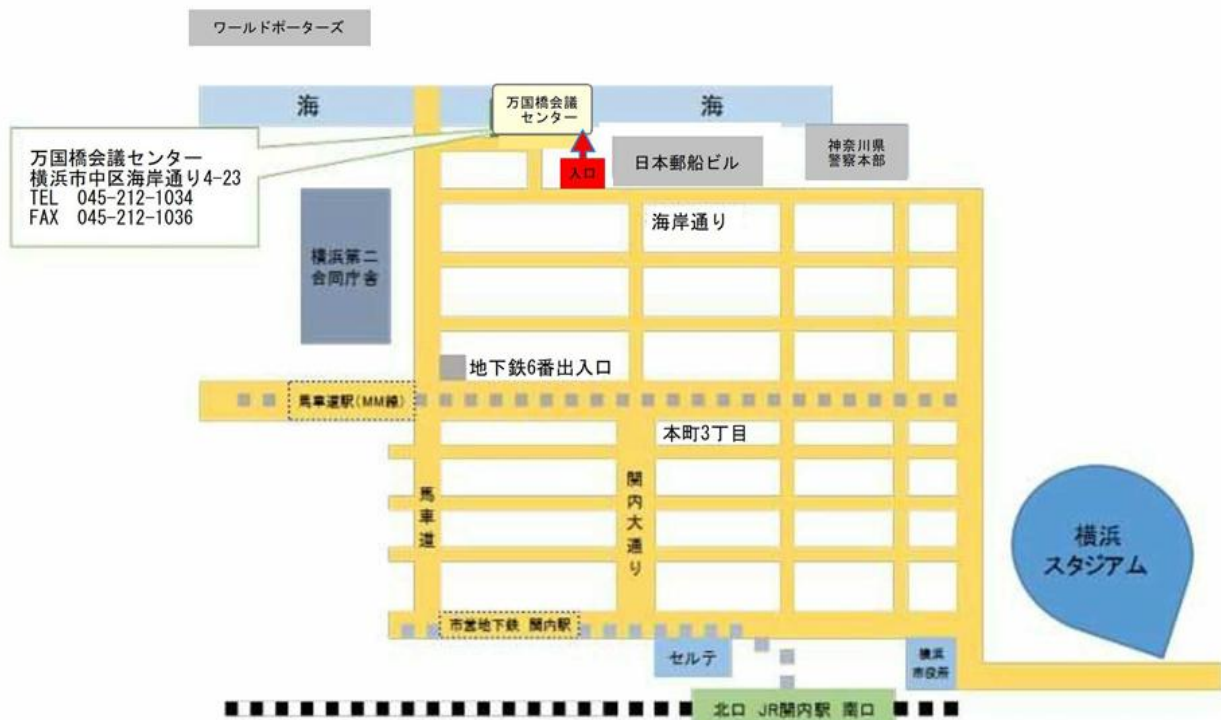 ワールドポーターズ
海
万国橋会議
センター
海
万国橋会議センター
横浜市中区海岸通り4-23
TEL 045-212-1034
FAX 045-212-1036
入口
日本郵船ビル
神奈川県
警察本部
海岸通り
横浜第二
合同庁舎
地下鉄6番出入口
馬車道駅(MM線)
本町3丁目
馬車道
関内大通り
横浜
スタジアム
市営地下鉄 関内駅
セルテ
横浜
市役所
北口 JR関内駅 南口